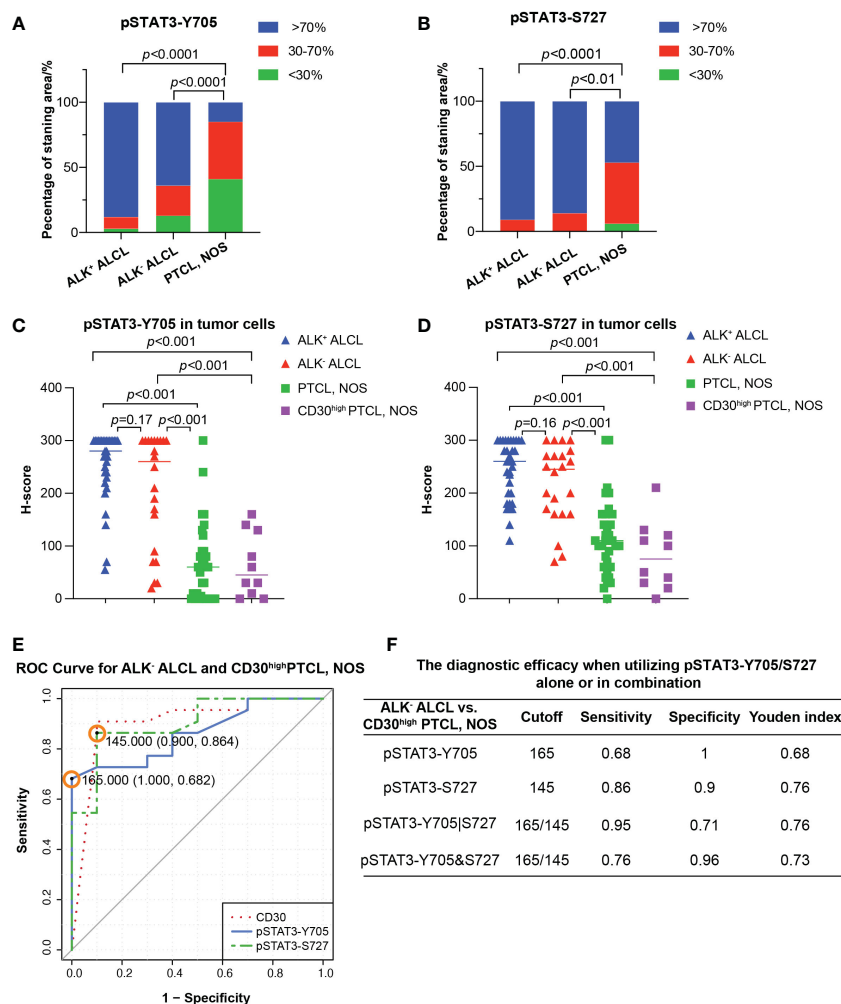 A
pSTAT3-Y705
>70%
30-70%
<30%
p<0.0001
p<0.0001
Pecentage of staning area/%
100
50
0
ALK+ ALCL
ALK- ALCL
PTCL, NOS
B
pSTAT3-S727
>70%
30-70%
<30%
p<0.0001
p<0.01
Pecentage of staning area/%
100
50
0
ALK+ ALCL
ALK- ALCL
PTCL, NOS
C
pSTAT3-Y705 in tumor cells
ALK+ ALCL
ALK- ALCL
PTCL, NOS
CD30high PTCL, NOS
p<0.001
p<0.001
p<0.001
p=0.17
p<0.001
H-score
400
300
200
100
0
D
pSTAT3-S727 in tumor cells
ALK+ ALCL
ALK- ALCL
PTCL, NOS
CD30high PTCL, NOS
p<0.001
p<0.001
p<0.001
p=0.16
p<0.001
H-score
400
300
200
100
0
E
ROC Curve for ALK- ALCL and CD30highPTCL, NOS
Sensitivity
1.0
0.8
0.6
0.4
0.2
0.0
145.000 (0.900, 0.864)
165.000 (1.000, 0.682)
CD30
pSTAT3-Y705
pSTAT3-S727
0.0 0.2 0.4 0.6 0.8 1.0
1 − Specificity
F
The diagnostic efficacy when utilizing pSTAT3-Y705/S727
alone or in combination
ALK- ALCL vs.
CD30high PTCL, NOS Cutoff Sensitivity Specificity Youden index
pSTAT3-Y705 165 0.68 1 0.68
pSTAT3-S727 145 0.86 0.9 0.76
pSTAT3-Y705|S727 165/145 0.95 0.71 0.76
pSTAT3-Y705&S727 165/145 0.76 0.96 0.73